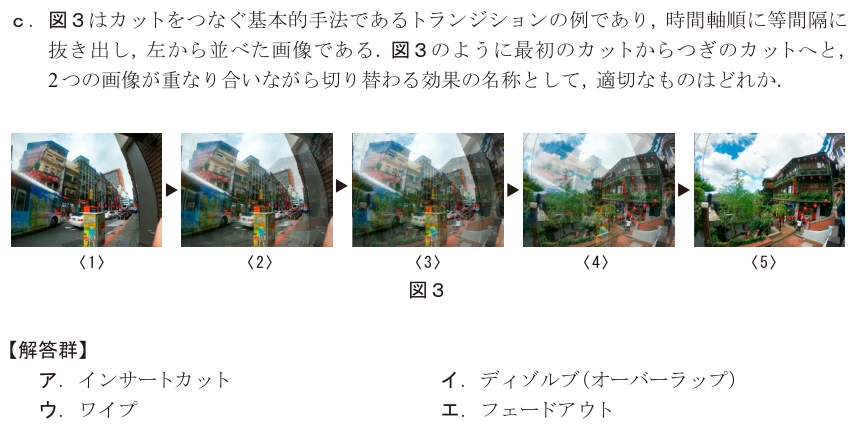 c. 図3はカットをつなぐ基本的手法であるトランジションの例であり，時間軸順に等間隔に
抜き出し，左から並べた画像である．図3のように最初のカットからつぎのカットへと，
2つの画像が重なり合いながら切り替わる効果の名称として，適切なものはどれか．
〈1〉 〈2〉 〈3〉 〈4〉 〈5〉
図3
【解答群】
ア．インサートカット イ．ディゾルブ（オーバーラップ）
ウ．ワイプ エ．フェードアウト